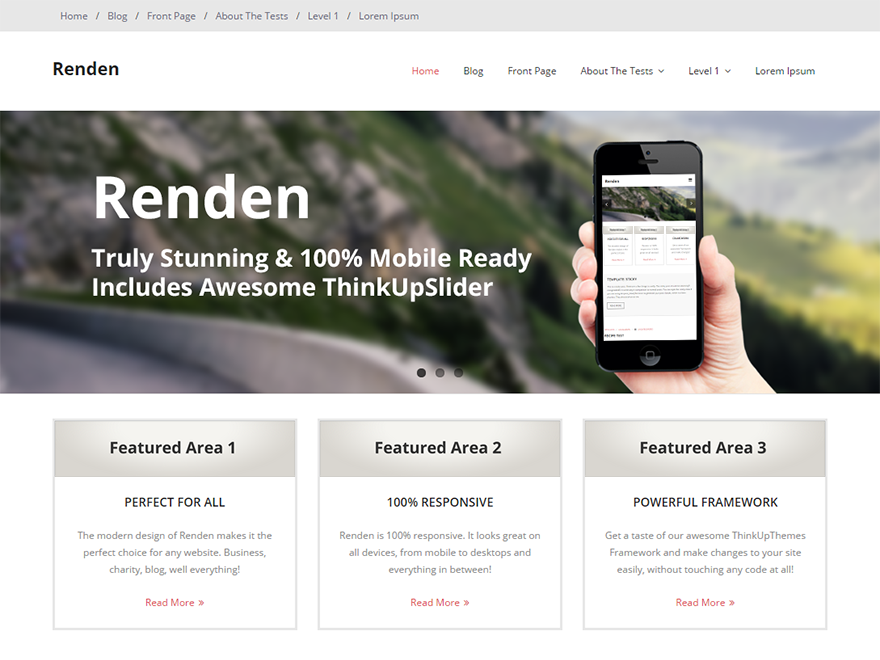 Home / Blog / Front Page / About The Tests / Level 1 / Lorem Ipsum
Renden
Home Blog Front Page About The Tests Level 1 Lorem Ipsum
Renden
Truly Stunning & 100% Mobile Ready
Includes Awesome ThinkUpSlider
Renden
Featured Area 1
PERFECT FOR ALL
The modern design of Renden makes it the
perfect choice for any website. Business,
charity, blog, well everything!
Read More »
Featured Area 2
100% RESPONSIVE
Renden is 100% responsive. It looks great on
all devices, from mobile to desktops and
everything in between!
Read More »
Featured Area 3
POWERFUL FRAMEWORK
Get a taste of our awesome ThinkUpThemes
Framework and make changes to your site
easily, without touching any code at all!
Read More »